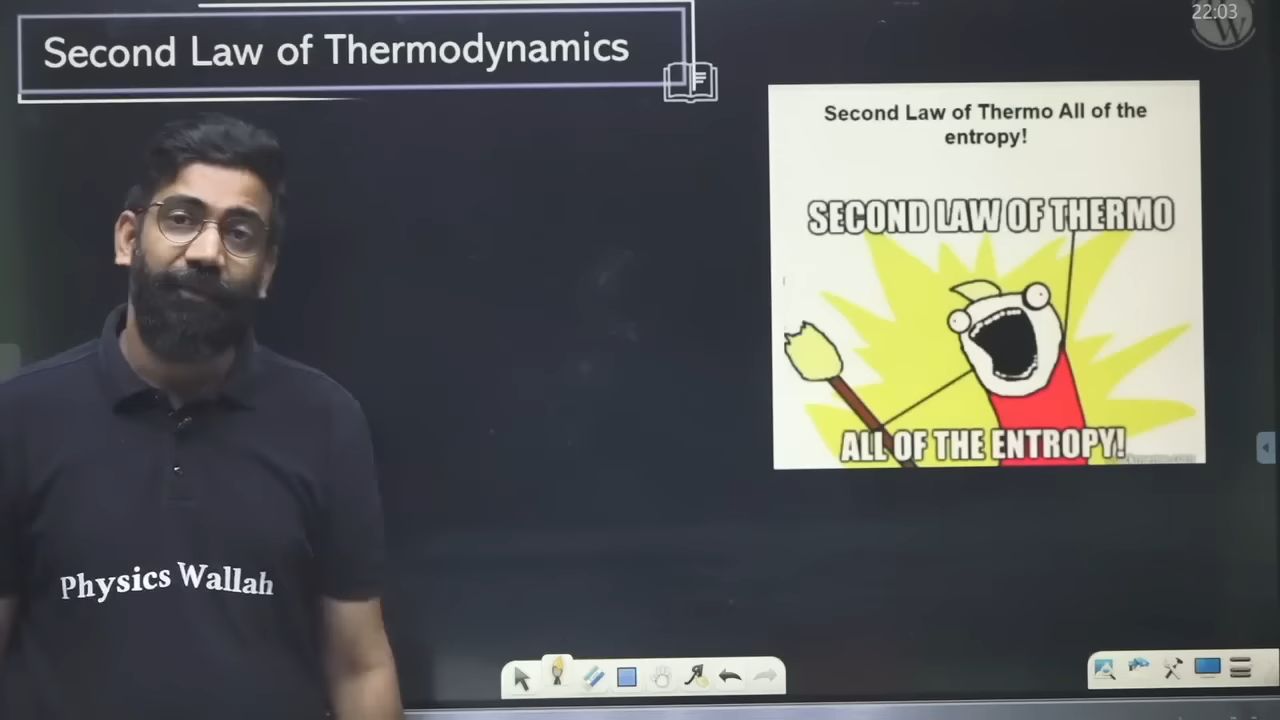 22:03
W
Second Law of Thermodynamics
Second Law of Thermo All of the
entropy!
SECOND LAW OF THERMO
ALL OF THE ENTROPY!
Physics Wallah